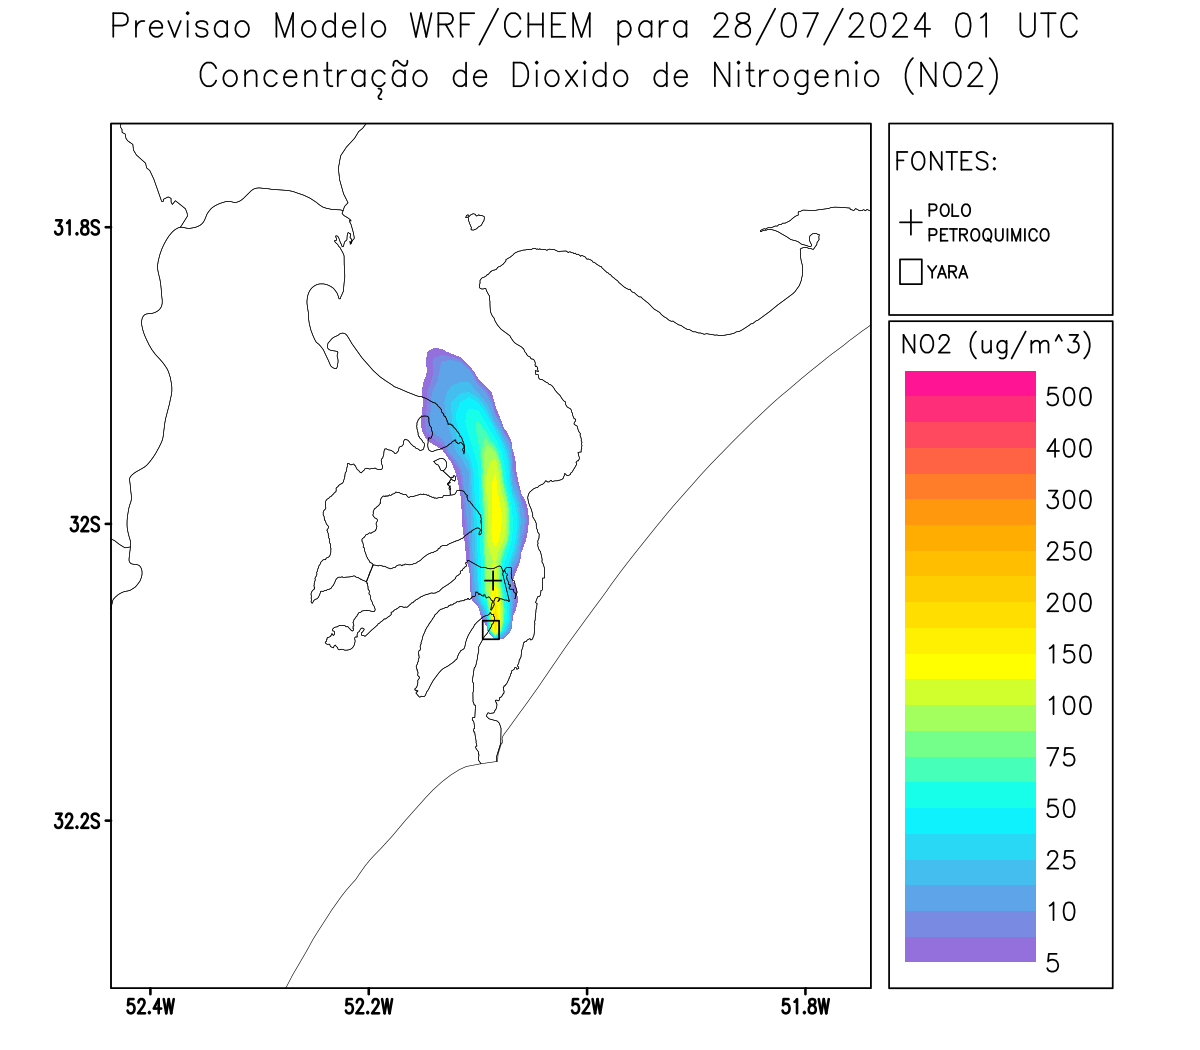 Previsao Modelo WRF/CHEM para 28/07/2024 01 UTC
Concentração de Dioxido de Nitrogenio (NO2)
FONTES:
POLO
PETROQUIMICO
YARA
NO2 (ug/m^3)
500
400
300
250
200
150
100
75
50
25
10
5
31.8S
32S
32.2S
52.4W
52.2W
52W
51.8W